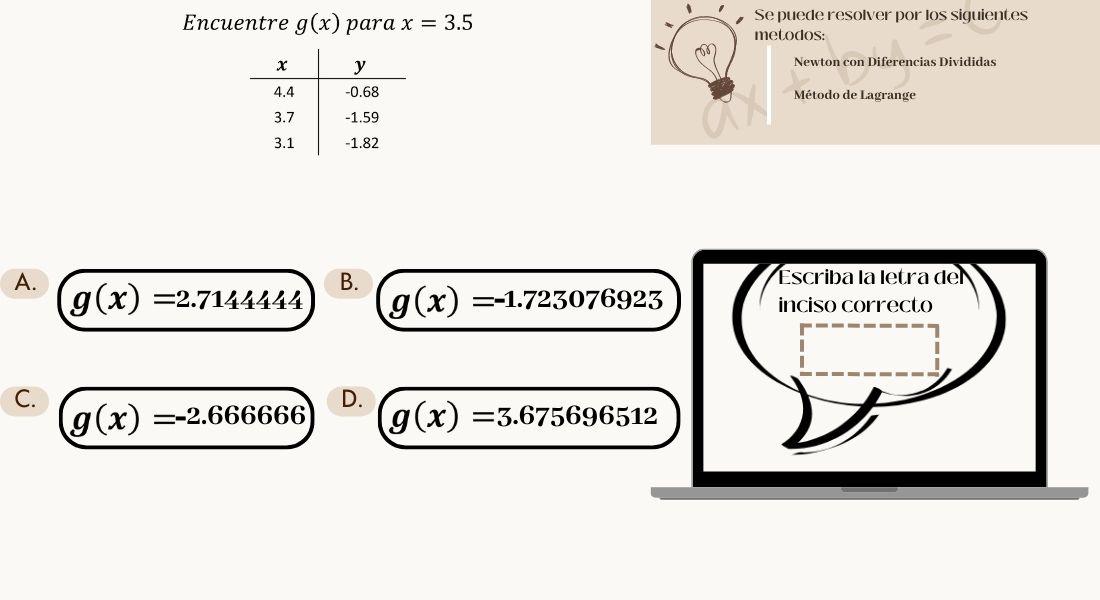 Encuentre g(x) para x = 3.5
x y
4.4 -0.68
3.7 -1.59
3.1 -1.82
Se puede resolver por los siguientes
metodos:
Newton con Diferencias Divididas
Método de Lagrange
ax + by = c
A. g(x) =2.7144444
B. g(x) =-1.723076923
C. g(x) =-2.666666
D. g(x) =3.675696512
Escriba la letra del
inciso correcto